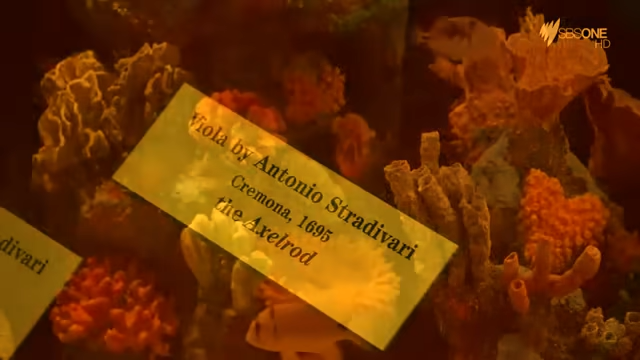 SBS ONE
HD
Viola by Antonio Stradivari
Cremona, 1695
the Axelrod
divari